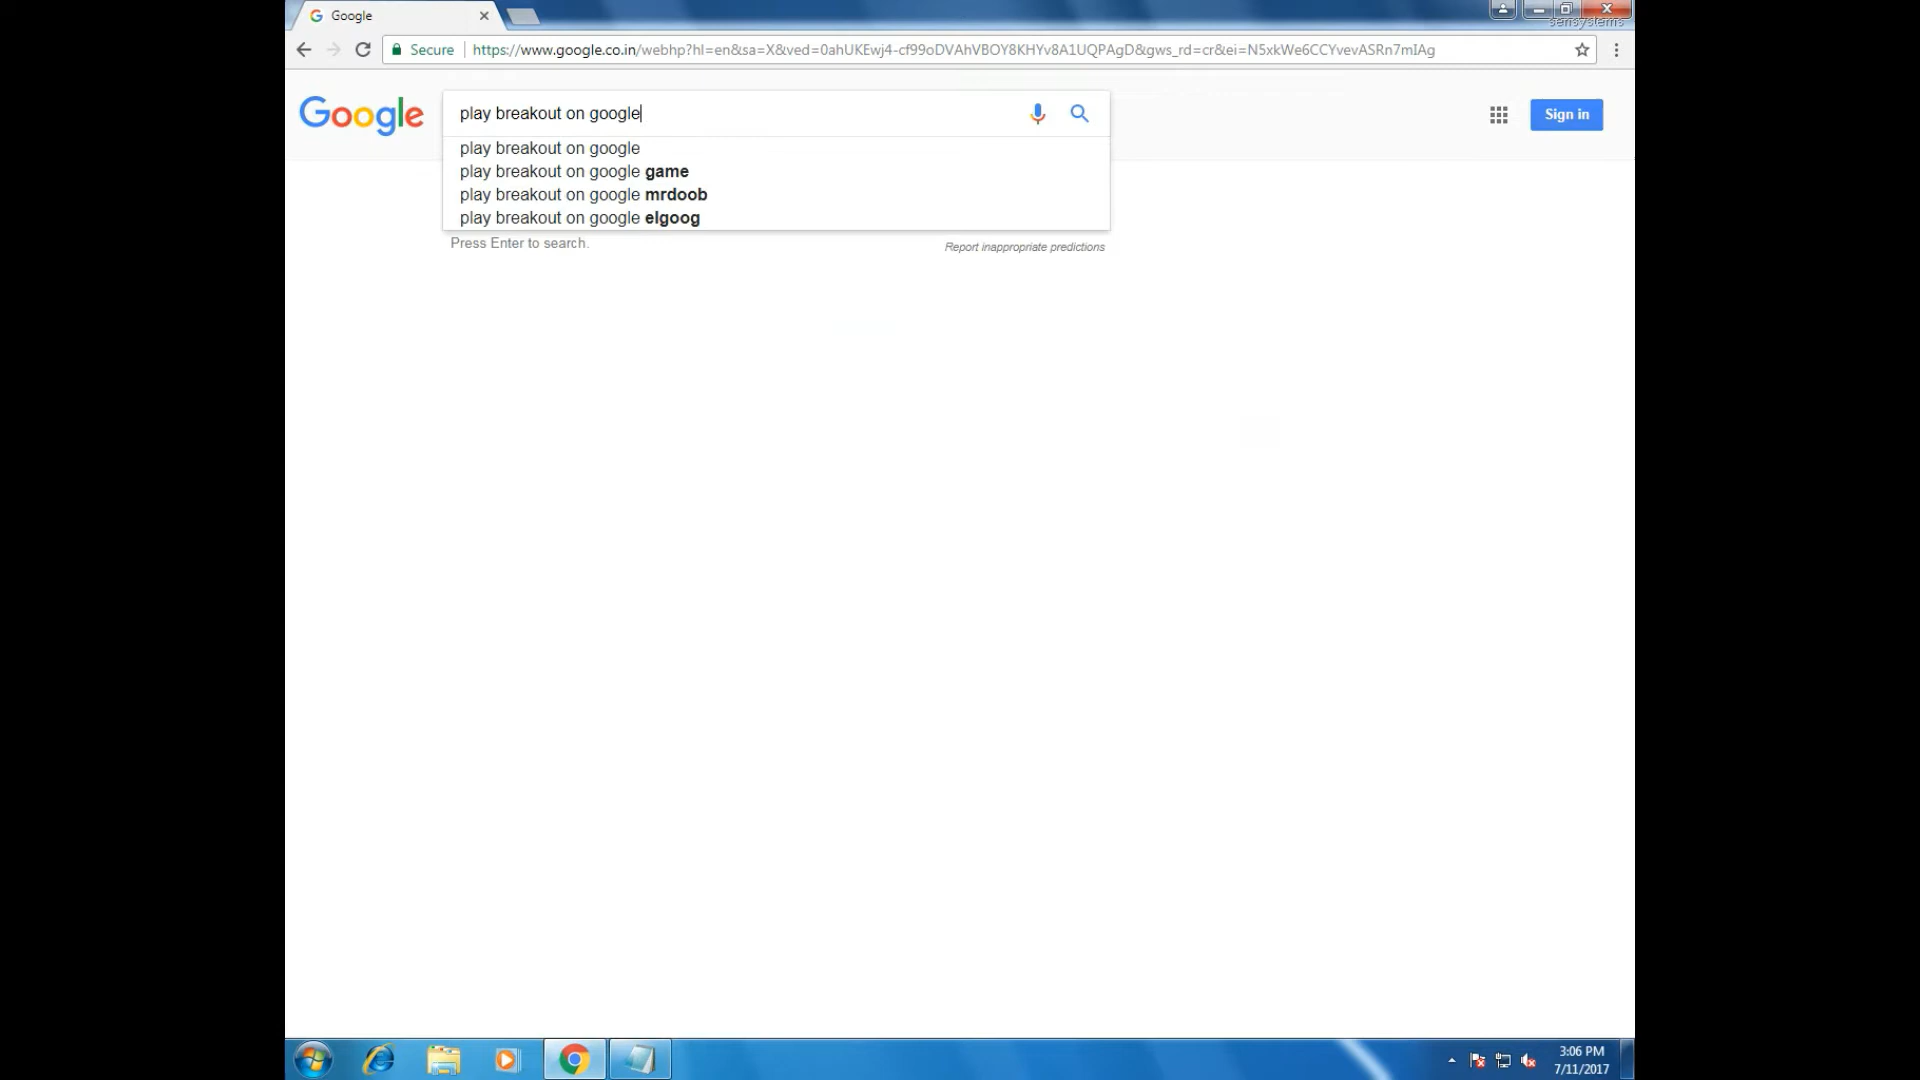 Google
sensystems
Secure https://www.google.co.in/webhp?hl=en&sa=X&ved=0ahUKEwj4-cf99oDVAhVBOY8KHYv8A1UQPAgD&gws_rd=cr&ei=N5xkWe6CCYvevASRn7mIAg
Google play breakout on google Sign in
play breakout on google
play breakout on google game
play breakout on google mrdoob
play breakout on google elgoog
Press Enter to search. Report inappropriate predictions
3:06 PM
7/11/2017